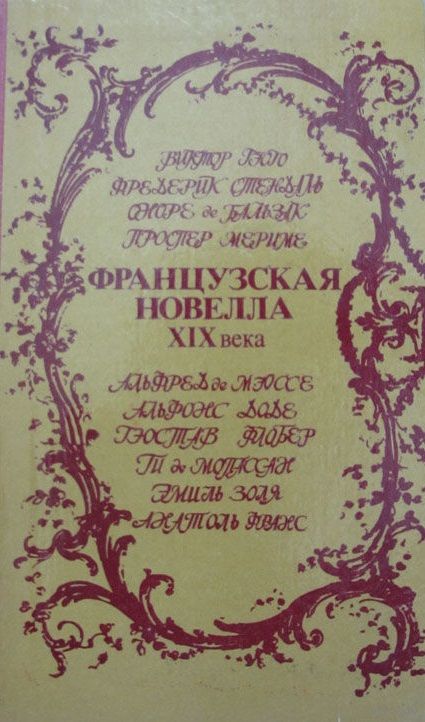 ВИКТОР ГЮГО
ФРЕДЕРИК СТЕНДАЛЬ
ОНОРЕ де БАЛЬЗАК
ПРОСПЕР МЕРИМЕ
ФРАНЦУЗСКАЯ
НОВЕЛЛА
XIX века
АЛЬФРЕД де МЮССЕ
АЛЬФОНС ДОДЕ
ГЮСТАВ ФЛОБЕР
ГИ де МОПАССАН
ЭМИЛЬ ЗОЛЯ
АНАТОЛЬ ФРАНС